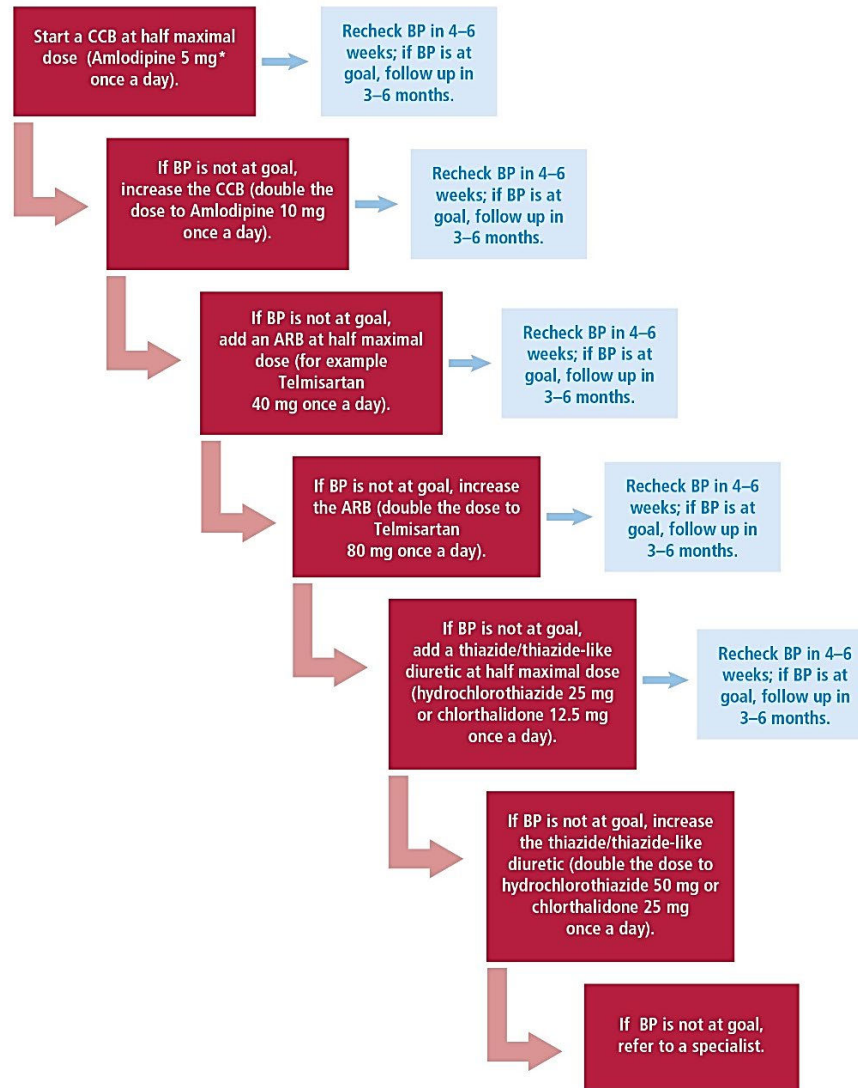 Start a CCB at half maximal
dose (Amlodipine 5 mg*
once a day).
Recheck BP in 4–6
weeks; if BP is at
goal, follow up in
3–6 months.
If BP is not at goal,
increase the CCB (double the
dose to Amlodipine 10 mg
once a day).
Recheck BP in 4–6
weeks; if BP is at
goal, follow up in
3–6 months.
If BP is not at goal,
add an ARB at half maximal
dose (for example
Telmisartan
40 mg once a day).
Recheck BP in 4–6
weeks; if BP is at
goal, follow up in
3–6 months.
If BP is not at goal, increase
the ARB (double the dose to
Telmisartan
80 mg once a day).
Recheck BP in 4–6
weeks; if BP is at
goal, follow up in
3–6 months.
If BP is not at goal,
add a thiazide/thiazide-like
diuretic at half maximal dose
(hydrochlorothiazide 25 mg
or chlorthalidone 12.5 mg
once a day).
Recheck BP in 4–6
weeks; if BP is at
goal, follow up in
3–6 months.
If BP is not at goal, increase
the thiazide/thiazide-like
diuretic (double the dose to
hydrochlorothiazide 50 mg or
chlorthalidone 25 mg
once a day).
If BP is not at goal,
refer to a specialist.